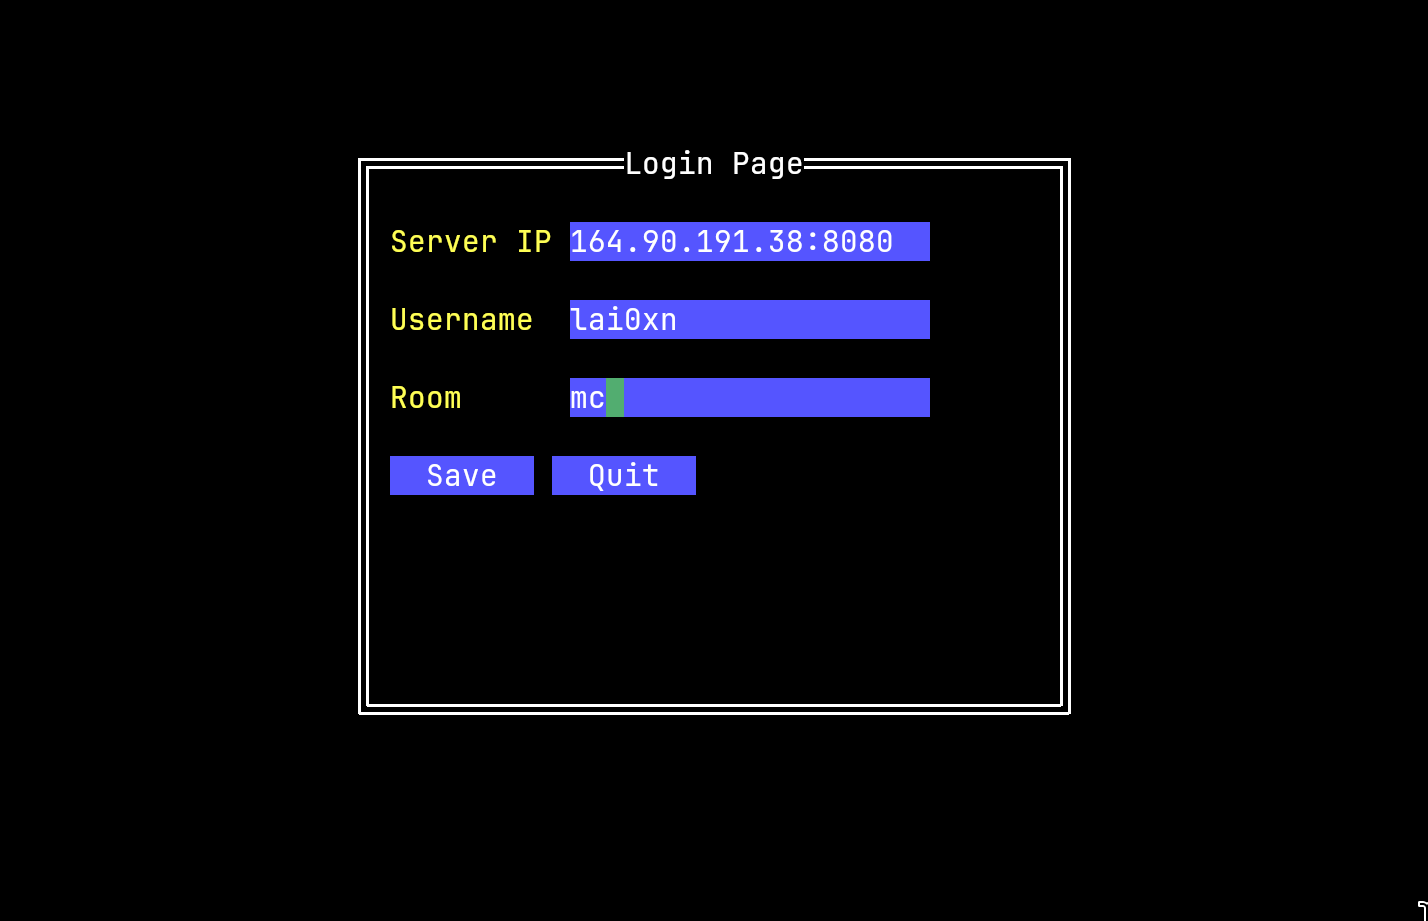 Login Page
Server IP 164.90.191.38:8080
Username lai0xn
Room mc
Save Quit